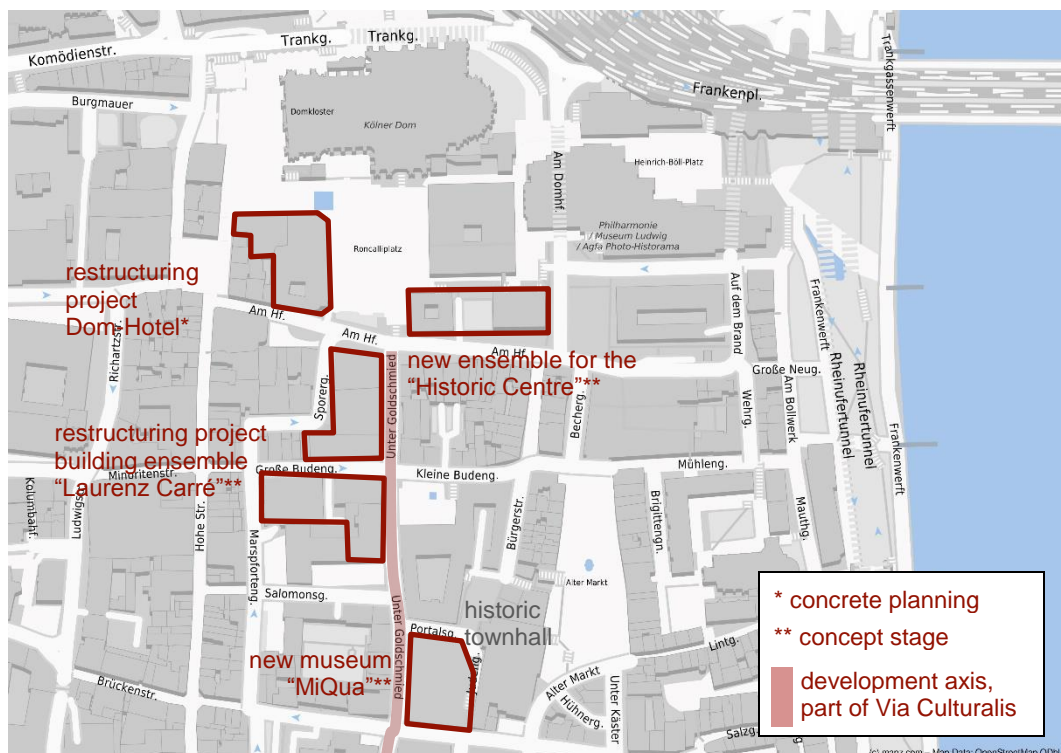 Trankg.
Trankg.
Komödienstr.
Trankgassenwerft
Burgmauer
Frankenpl.
Domkloster
Kölner Dom
Heinrich-Böll-Platz
Am Domhf.
Roncalliplatz
Philharmonie
/ Museum Ludwig
/ Agfa Photo-Historama
restructuring
project
Dom-Hotel*
Am Hf.
Am Hf.
Am Hf.
Auf dem Brand
Frankenwerft
Richartzstr.
new ensemble for the
“Historic Centre”**
Große Neug.
Rheinufertunnel
Rheinufertunnel
Sporerg.
Unter Goldschmied
Becherg.
Wehrg.
Am Bollwerk
Frankenwerft
restructuring project
building ensemble
“Laurenz Carré”**
Minoritenstr.
Große Budeng.
Kleine Budeng.
Mühleng.
Kolumbahf.
Ludwigstr.
Hohe Str.
Marspforteng.
Bürgerstr.
Brigittengn.
Mauthg.
Alter Markt
Salomonsg.
historic
townhall
Portalsg.
Unter Goldschmied
new museum
“MiQua”**
Brückenstr.
Alter Markt
Hühnerg.
Unter Käster
Lintg.
Salzg.
* concrete planning
** concept stage
development axis,
part of Via Culturalis